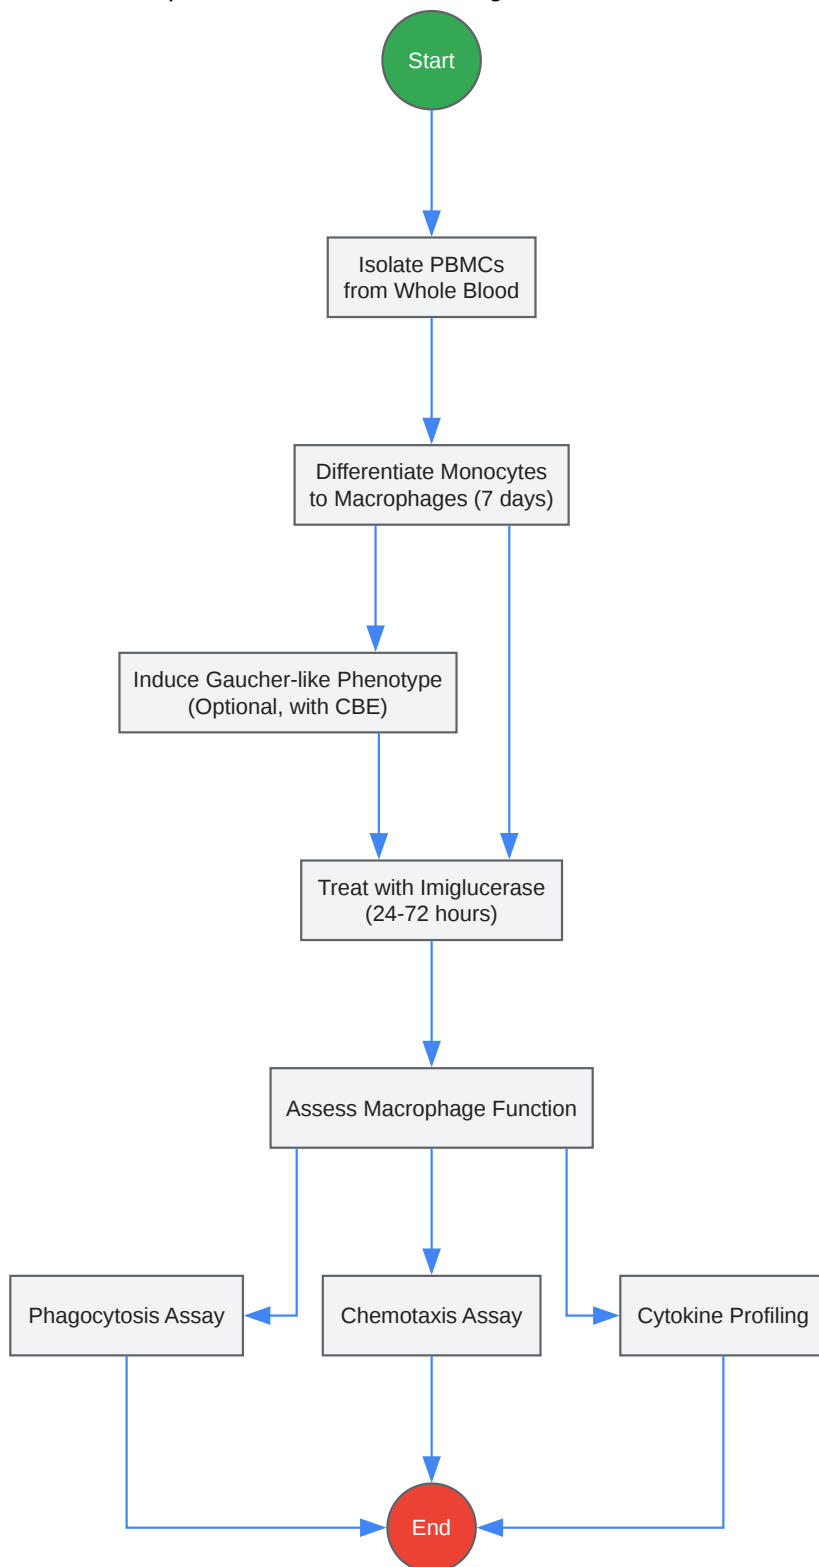 Start
Isolate PBMCs
from Whole Blood
Differentiate Monocytes
to Macrophages (7 days)
Induce Gaucher-like Phenotype
(Optional, with CBE)
Treat with Imiglucerase
(24-72 hours)
Assess Macrophage Function
Phagocytosis Assay
Chemotaxis Assay
Cytokine Profiling
End